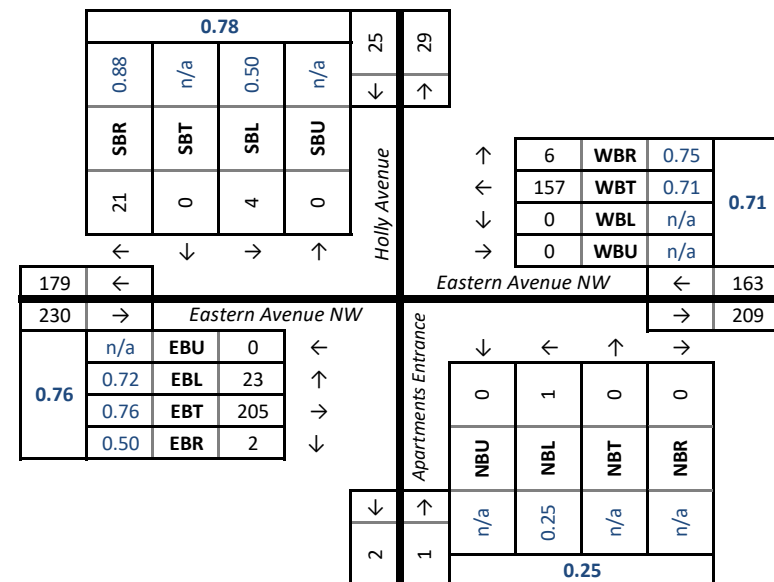 0.78
25
29
0.88 n/a 0.50 n/a
↓ ↑
SBR SBT SBL SBU
21 0 4 0
← ↓ → ↑
Holly Avenue
↑ 6 WBR 0.75
← 157 WBT 0.71
↓ 0 WBL n/a
→ 0 WBU n/a
0.71
179 ←
Eastern Avenue NW
← 163
230 →
Eastern Avenue NW
→ 209
0.76
n/a EBU 0 ←
0.72 EBL 23 ↑
0.76 EBT 205 →
0.50 EBR 2 ↓
Apartments Entrance
↓ ← ↑ →
0 1 0 0
NBU NBL NBT NBR
n/a 0.25 n/a n/a
↓ ↑
2 1
0.25